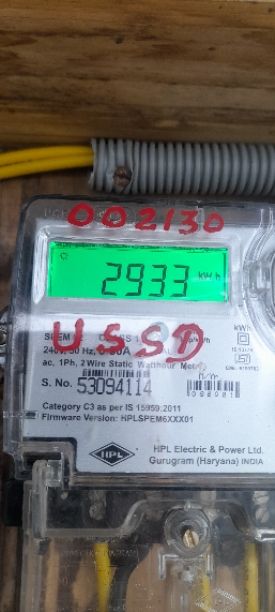 002130
2933 kWh
USSD
kWh
240V, 50 Hz,
ac, 1Ph, 2 Wire Static Watthour
S. No. 53094114
Category C3 as per IS 15959:2011
Firmware Version: HPLSPEM6XXX01
HPL
HPL Electric & Power Ltd.
Gurugram (Haryana) INDIA